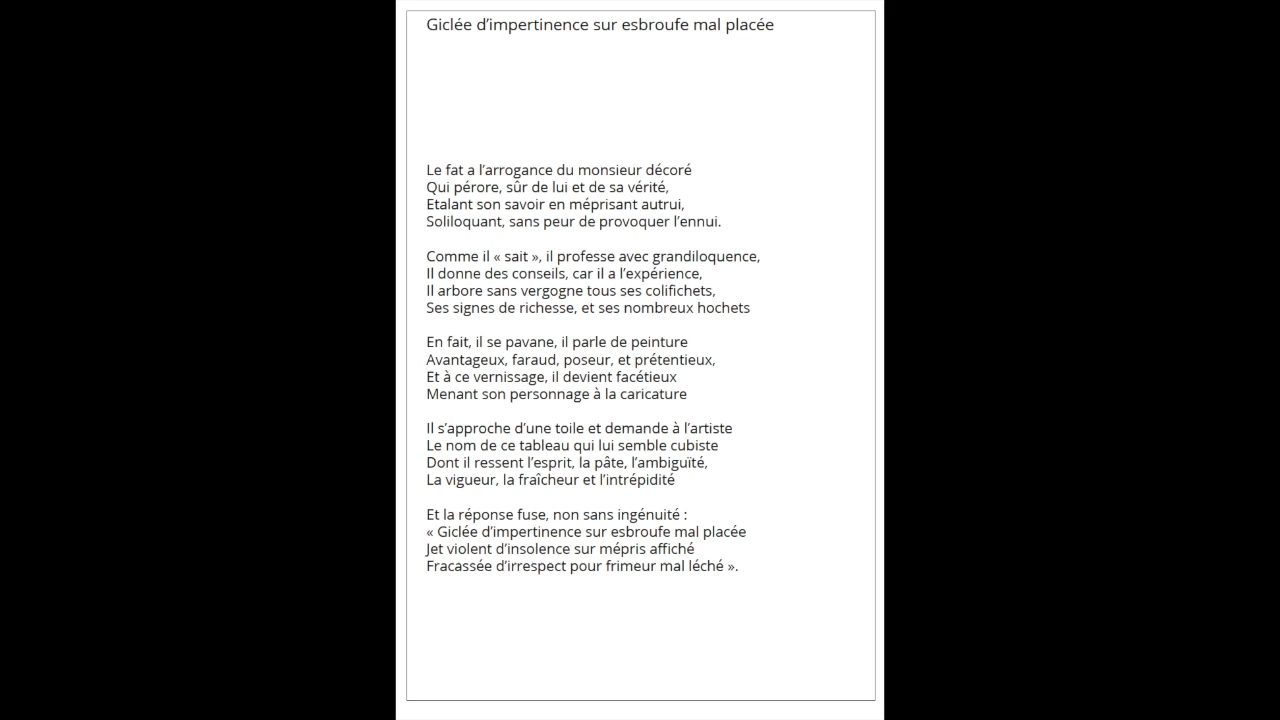 Giclée d’impertinence sur esbroufe mal placée
Le fat a l’arrogance du monsieur décoré
Qui pérore, sûr de lui et de sa vérité,
Etalant son savoir en méprisant autrui,
Soliloquant, sans peur de provoquer l’ennui.
Comme il « sait », il professe avec grandiloquence,
Il donne des conseils, car il a l’expérience,
Il arbore sans vergogne tous ses colifichets,
Ses signes de richesse, et ses nombreux hochets
En fait, il se pavane, il parle de peinture
Avantageux, faraud, poseur, et prétentieux,
Et à ce vernissage, il devient facétieux
Menant son personnage à la caricature
Il s’approche d’une toile et demande à l’artiste
Le nom de ce tableau qui lui semble cubiste
Dont il ressent l’esprit, la pâte, l’ambiguïté,
La vigueur, la fraîcheur et l’intrépidité
Et la réponse fuse, non sans ingénuité :
« Giclée d’impertinence sur esbroufe mal placée
Jet violent d’insolence sur mépris affiché
Fracassée d’irrespect pour frimeur mal léché ».